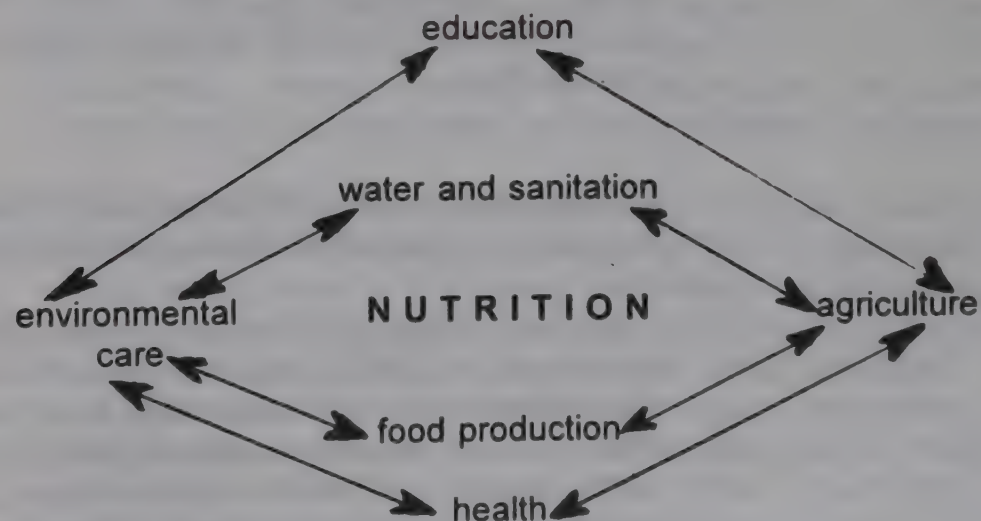 education
water and sanitation
environmental
care
NUTRITION
agriculture
food production
health